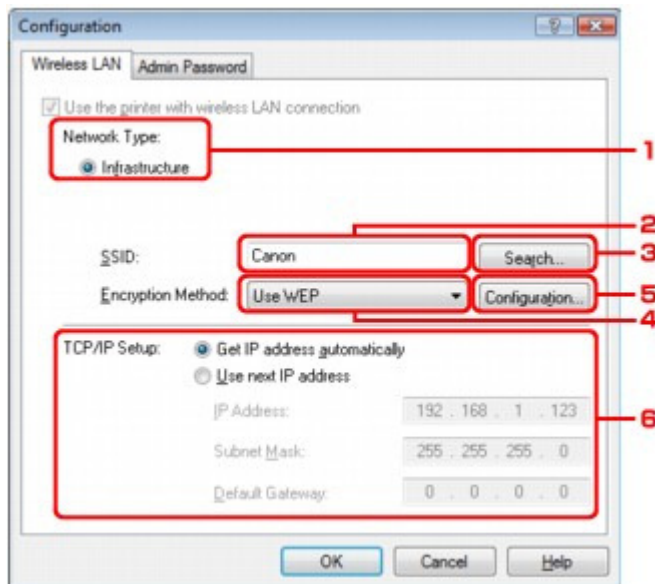 Configuration
Wireless LAN Admin Password
Use the printer with wireless LAN connection
Network Type:
1
Infrastructure
2
SSID: Canon Search... 3
Encryption Method: Use WEP Configuration... 5
4
TCP/IP Setup: Get IP address automatically
Use next IP address
IP Address: 192 . 168 . 1 . 123
6
Subnet Mask: 255 . 255 . 255 . 0
Default Gateway: 0 . 0 . 0 . 0
OK Cancel Help